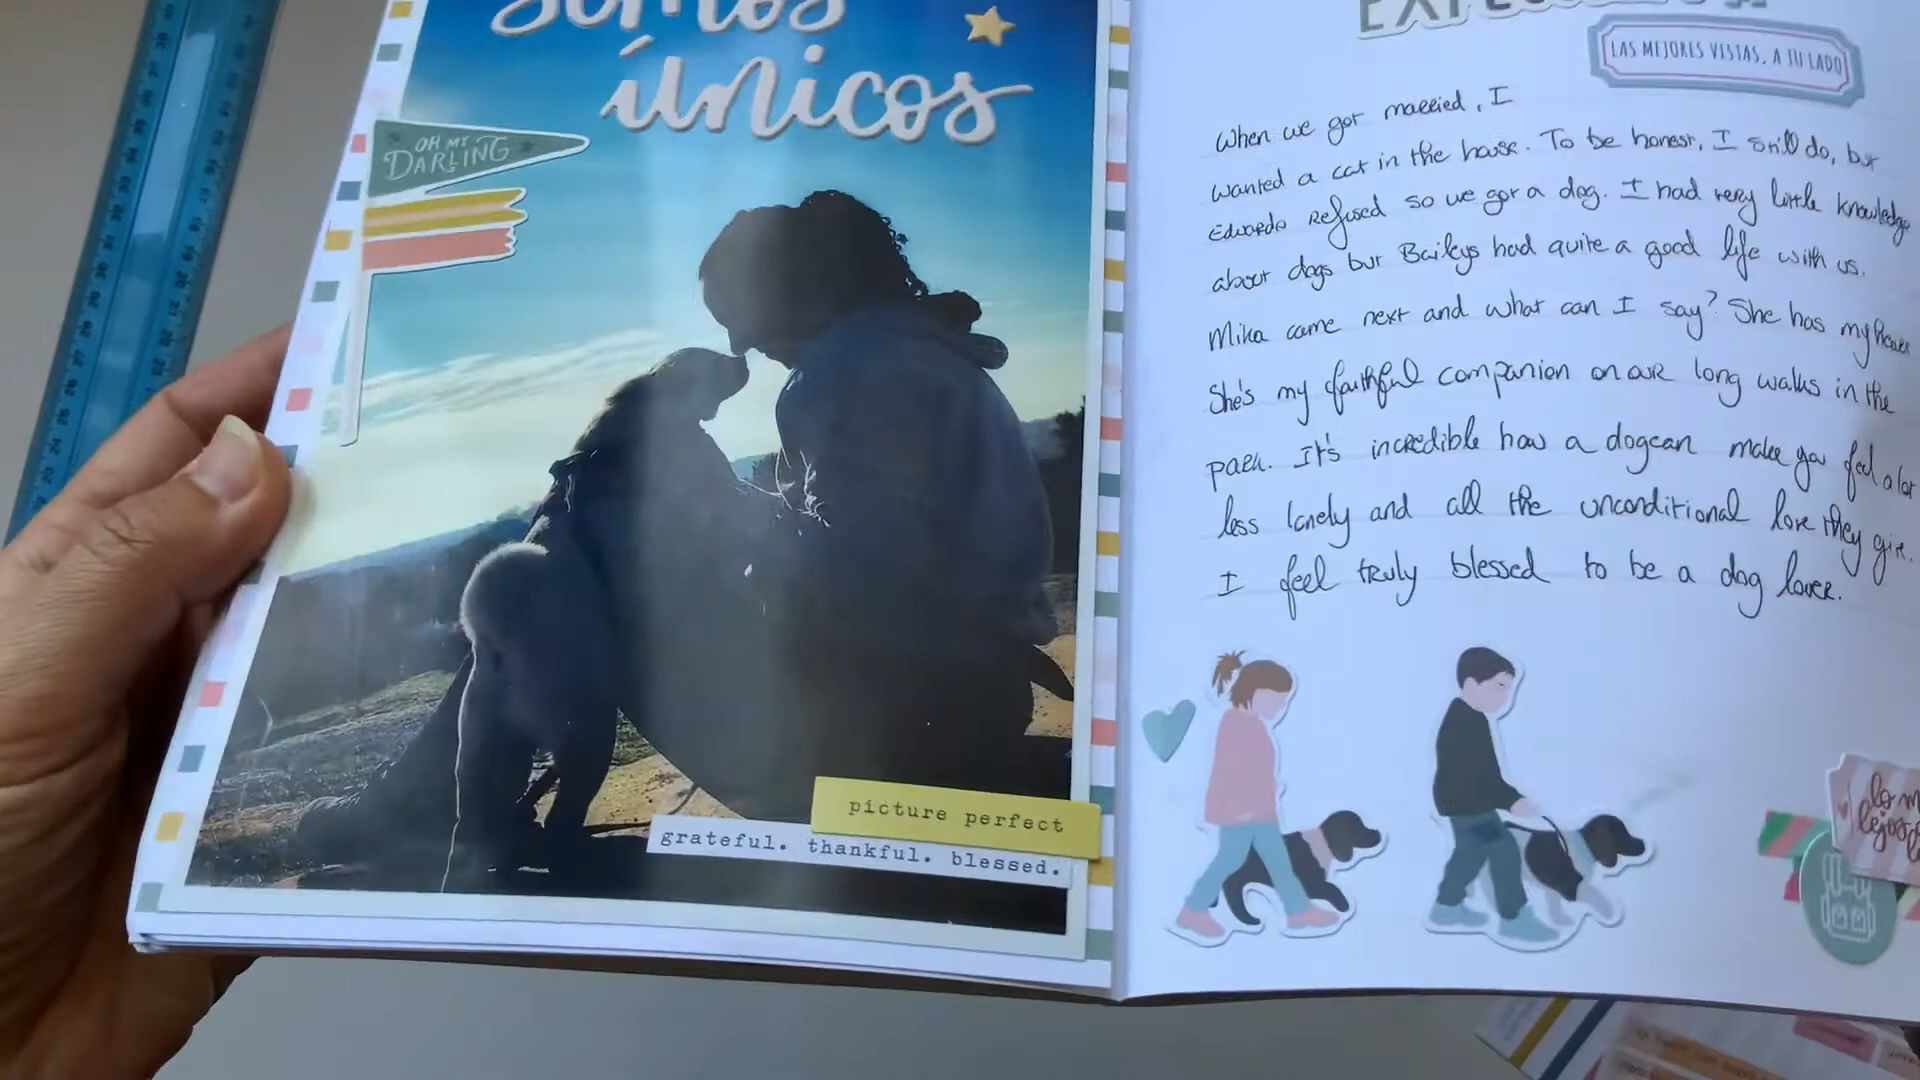 somos
únicos
OH MY
DARLING
picture perfect
grateful. thankful. blessed.
LAS MEJORES VISTAS, A TU LADO
When we got married, I
wanted a cat in the house. To be honest, I still do, but
Eduardo refused so we got a dog. I had very little knowledge
about dogs but Baileys had quite a good life with us.
Mika came next and what can I say? She has my heart
She's my faithful companion on our long walks in the
park. It's incredible how a dog can make you feel a lot
less lonely and all the unconditional love they give.
I feel truly blessed to be a dog lover.